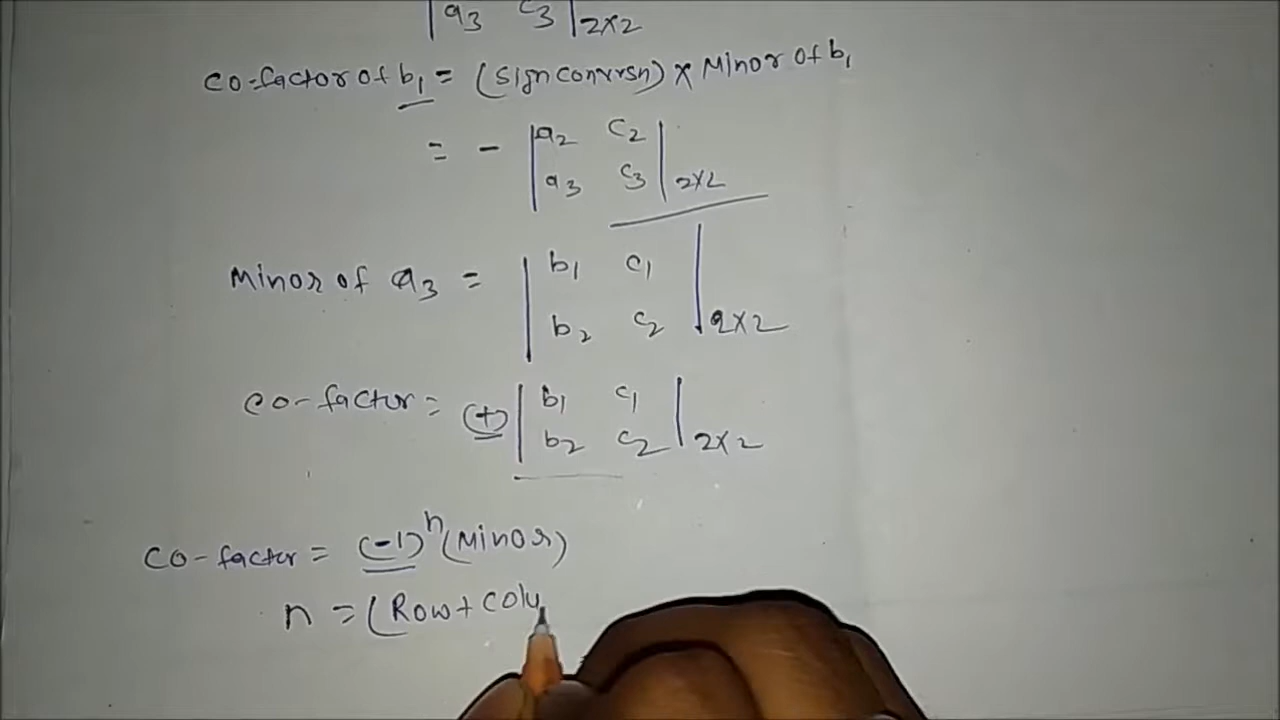 |a3 c3|2x2
co-factor of b1 = (sign convrsn) x Minor of b1
= - |a2 c2|
|a3 c3|2x2
Minor of a3 = |b1 c1|
|b2 c2|2x2
co-factor = (+) |b1 c1|
|b2 c2|2x2
co-factor = (-1)^n (Minor)
n = (Row + colu